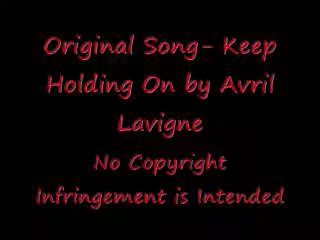 Original Song- Keep
Holding On by Avril
Lavigne
No Copyright
Infringement is Intended